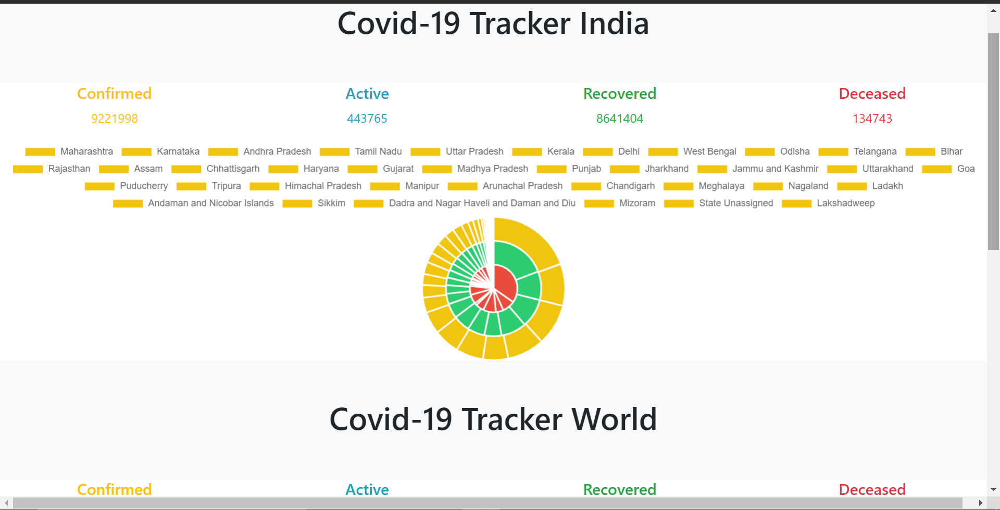 Covid-19 Tracker India
Confirmed Active Recovered Deceased
9221998 443765 8641404 134743
Maharashtra Karnataka Andhra Pradesh Tamil Nadu Uttar Pradesh Kerala Delhi West Bengal Odisha Telangana Bihar
Rajasthan Assam Chhattisgarh Haryana Gujarat Madhya Pradesh Punjab Jharkhand Jammu and Kashmir Uttarakhand Goa
Puducherry Tripura Himachal Pradesh Manipur Arunachal Pradesh Chandigarh Meghalaya Nagaland Ladakh
Andaman and Nicobar Islands Sikkim Dadra and Nagar Haveli and Daman and Diu Mizoram State Unassigned Lakshadweep
Covid-19 Tracker World
Confirmed Active Recovered Deceased